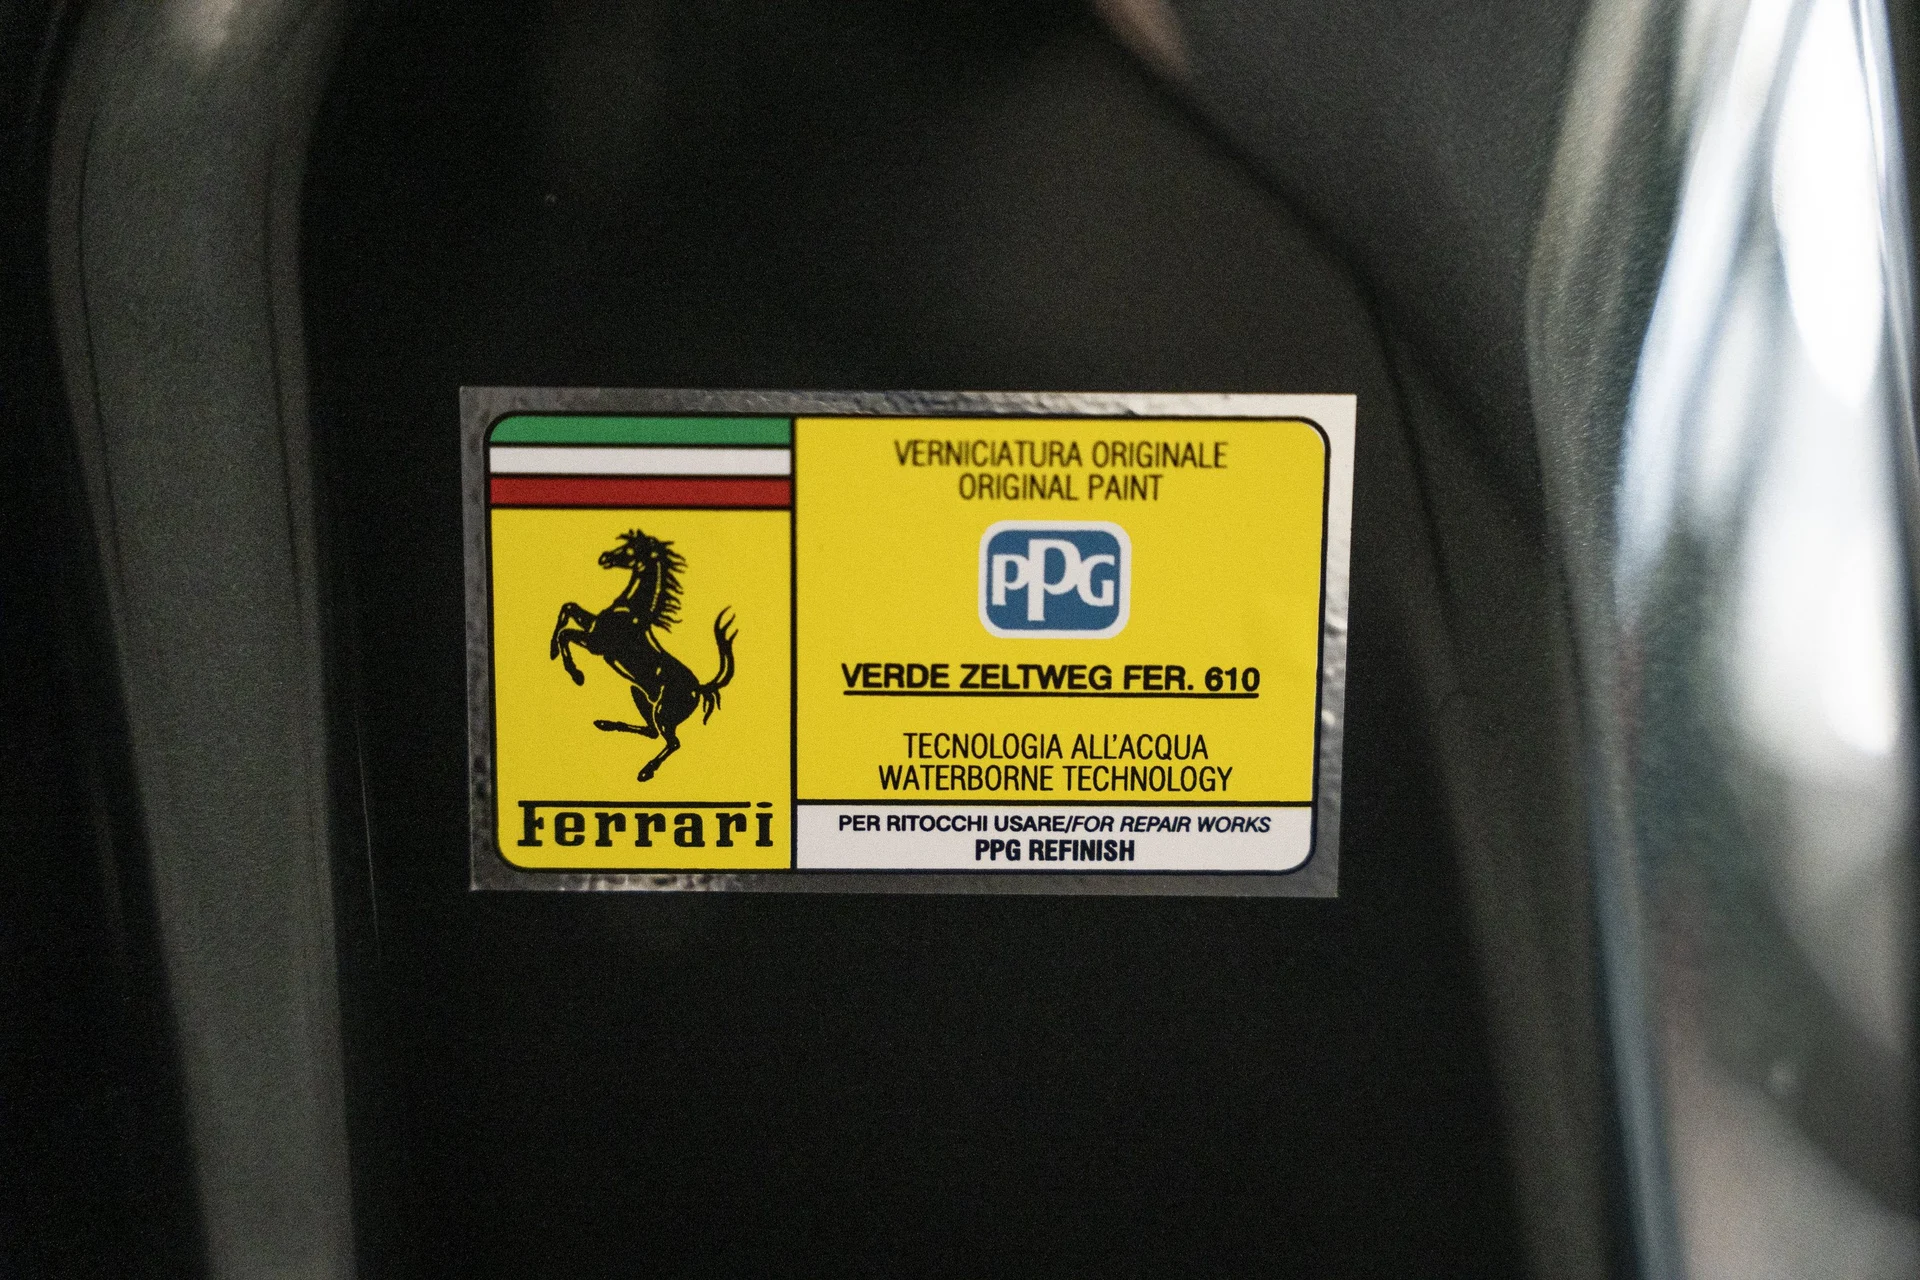 Ferrari
VERNICIATURA ORIGINALE
ORIGINAL PAINT
PPG
VERDE ZELTWEG FER. 610
TECNOLOGIA ALL'ACQUA
WATERBORNE TECHNOLOGY
PER RITOCCHI USARE/FOR REPAIR WORKS
PPG REFINISH